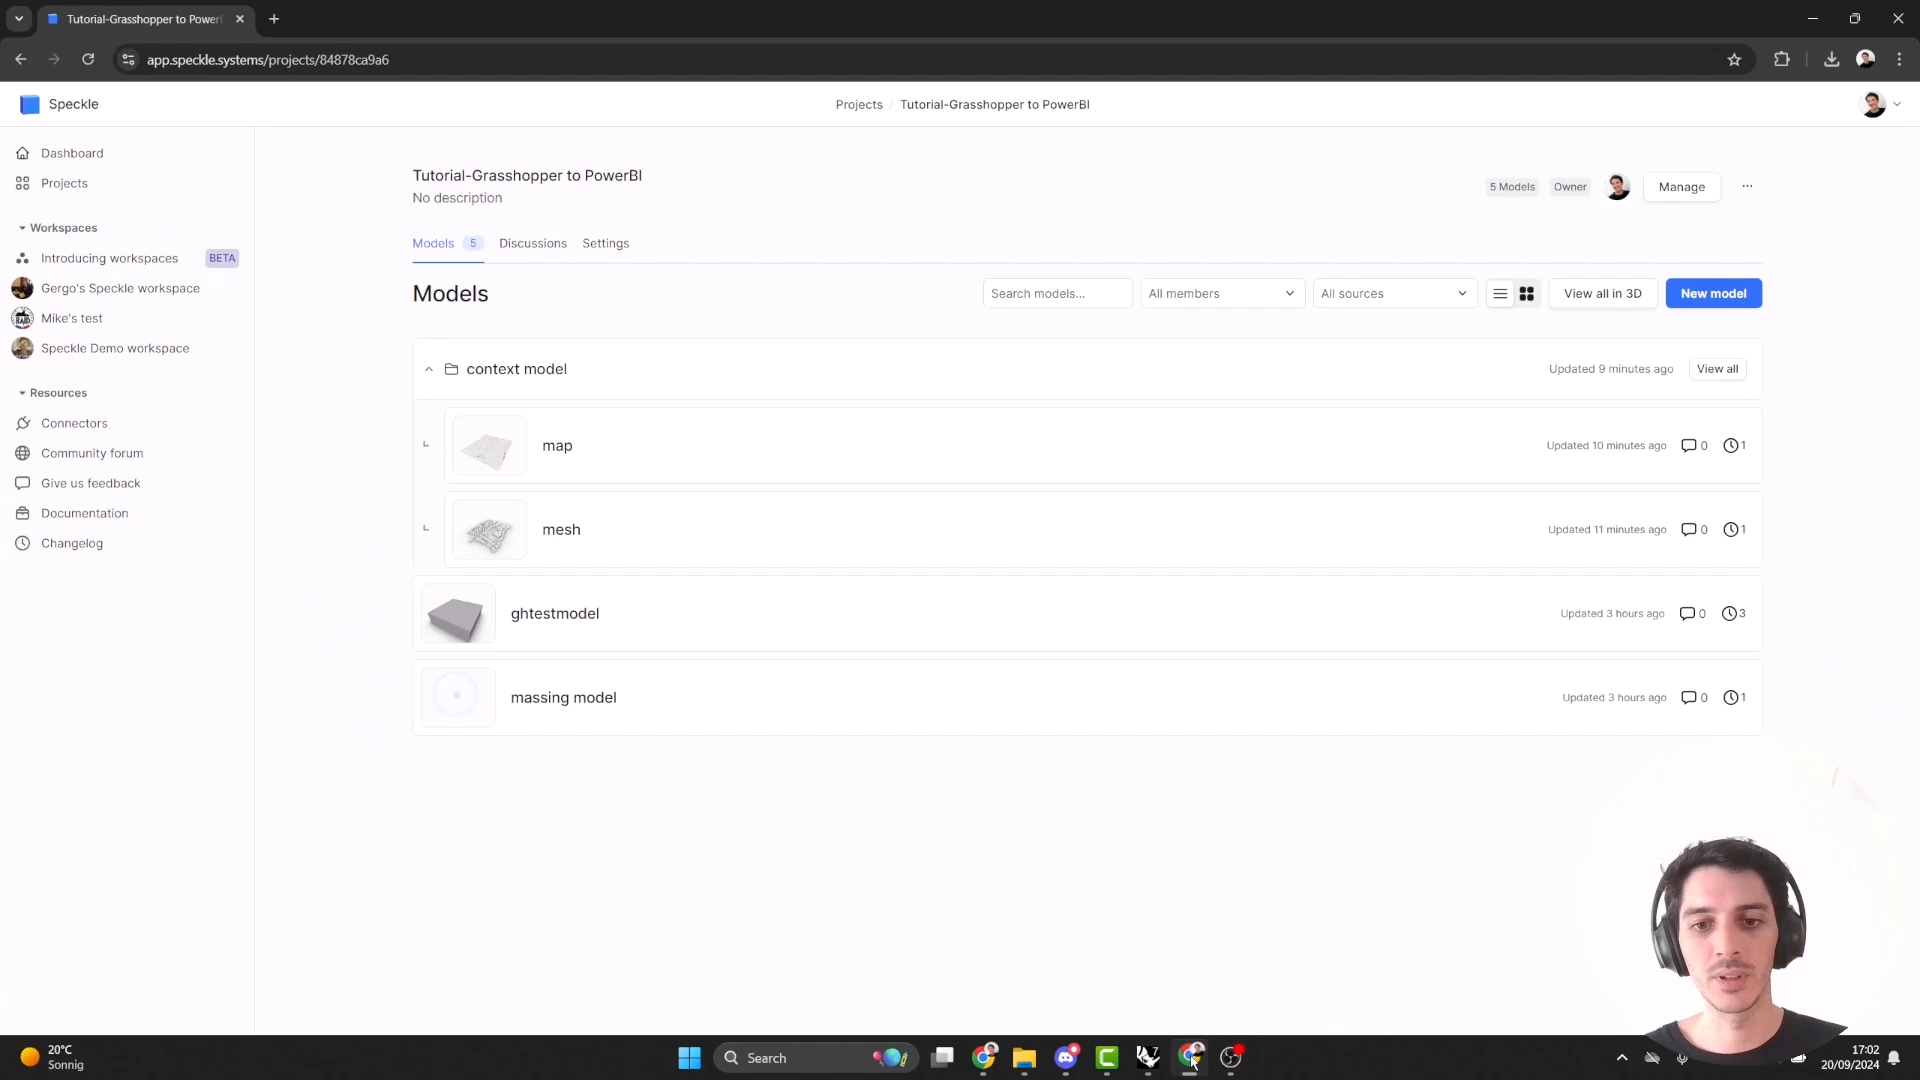 Tutorial-Grasshopper to Power
app.speckle.systems/projects/84878ca9a6
Speckle
Projects / Tutorial-Grasshopper to PowerBI
Dashboard
Projects
Workspaces
Introducing workspaces BETA
Gergo's Speckle workspace
Mike's test
Speckle Demo workspace
Resources
Connectors
Community forum
Give us feedback
Documentation
Changelog
Tutorial-Grasshopper to PowerBI
No description
5 Models Owner Manage ...
Models 5 Discussions Settings
Models
Search models... All members All sources View all in 3D New model
context model Updated 9 minutes ago View all
map Updated 10 minutes ago 0 1
mesh Updated 11 minutes ago 0 1
ghtestmodel Updated 3 hours ago 0 3
massing model Updated 3 hours ago 0 1
20°C
Sonnig
Search
17:02
20/09/2024